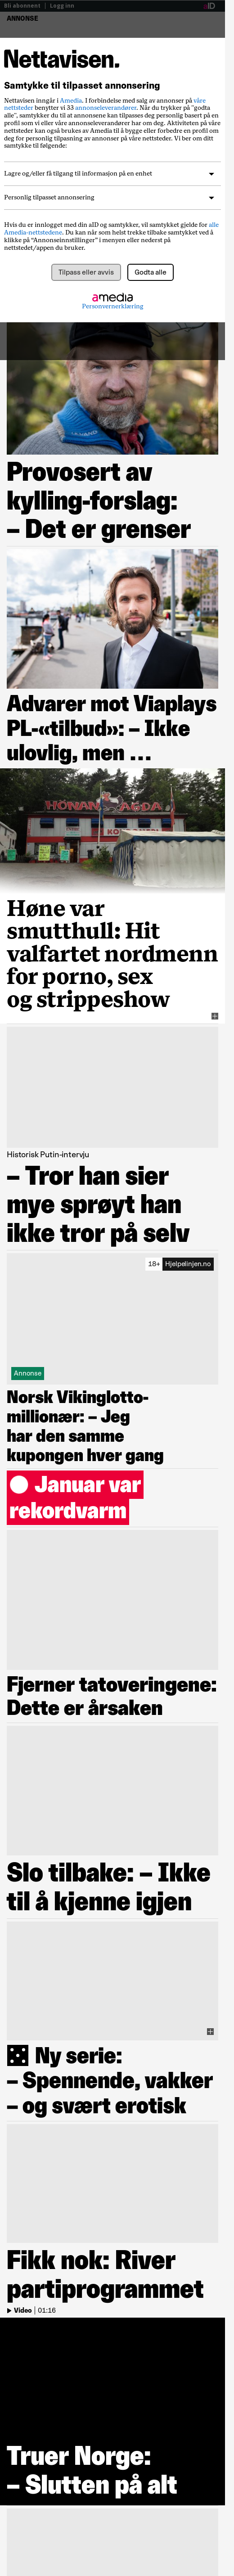 Bli abonnent | Logg inn
aID
ANNONSE
Nettavisen.
Samtykke til tilpasset annonsering
Nettavisen inngår i Amedia. I forbindelse med salg av annonser på våre
nettsteder benytter vi 33 annonseleverandører. Når du trykker på "godta
alle", samtykker du til at annonsene kan tilpasses deg personlig basert på en
profil som annonseleverandørene har laget av deg. Aktiviteten din på våre
nettsteder kan også brukes av Amedia til å bygge eller forbedre en profil om
deg for personlig tilpasning av annonser på våre nettsteder. Vi ber om ditt
samtykke til følgende:
Lagre og/eller få tilgang til informasjon på en enhet
Personlig tilpasset annonsering
Hvis du er innlogget med din aID og samtykker, vil samtykket gjelde for alle
Amedia-nettstedene. Du kan når som helst trekke tilbake samtykket ved å
klikke på “Annonseinnstillinger” i menyen eller nederst på
nettstedet/appen du bruker.
Tilpass eller avvis
Godta alle
amedia
Personvernerklæring
Provosert av
kylling-forslag:
– Det er grenser
Advarer mot Viaplays
PL-«tilbud»: – Ikke
ulovlig, men ...
Høne var
smutthull: Hit
valfartet nordmenn
for porno, sex
og strippeshow
Historisk Putin-intervju
– Tror han sier
mye sprøyt han
ikke tror på selv
18+ Hjelpelinjen.no
Annonse
Norsk Vikinglotto-
millionær: – Jeg
har den samme
kupongen hver gang
Januar var
rekordvarm
Fjerner tatoveringene:
Dette er årsaken
Slo tilbake: – Ikke
til å kjenne igjen
Ny serie:
– Spennende, vakker
– og svært erotisk
Fikk nok: River
partiprogrammet
Video | 01:16
Truer Norge:
– Slutten på alt